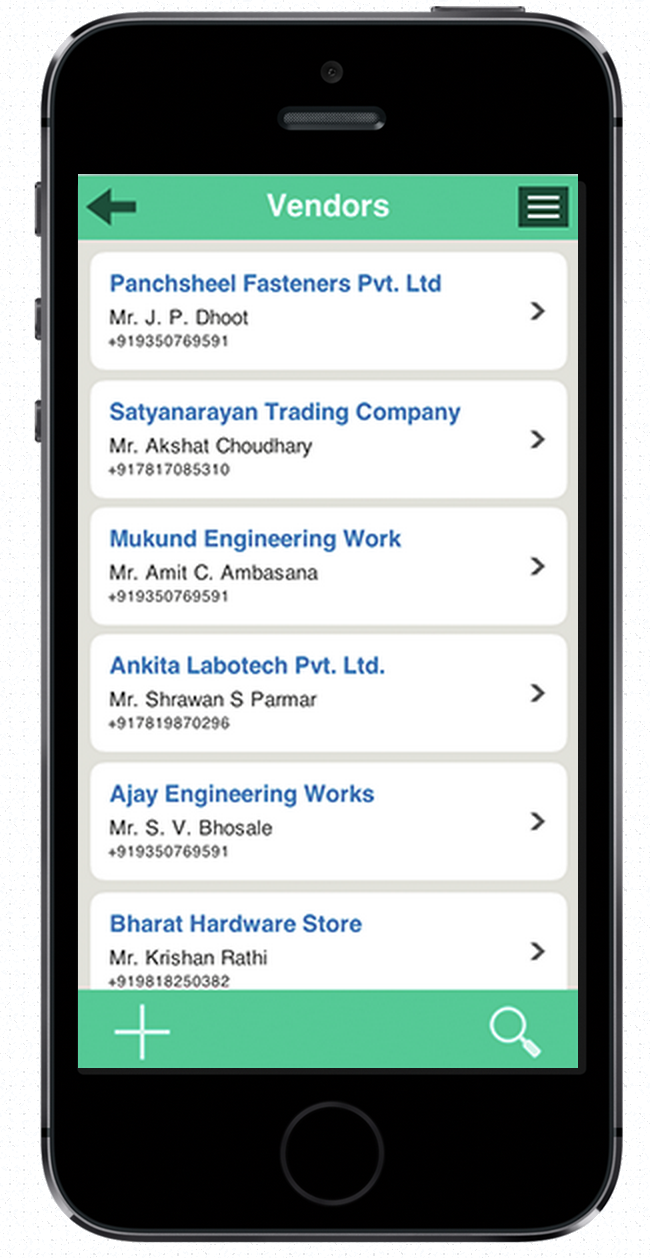 Vendors
Panchsheel Fasteners Pvt. Ltd
Mr. J. P. Dhoot
+919350769591
Satyanarayan Trading Company
Mr. Akshat Choudhary
+917817085310
Mukund Engineering Work
Mr. Amit C. Ambasana
+919350769591
Ankita Labotech Pvt. Ltd.
Mr. Shrawan S Parmar
+917819870296
Ajay Engineering Works
Mr. S. V. Bhosale
+919350769591
Bharat Hardware Store
Mr. Krishan Rathi
+919818250382